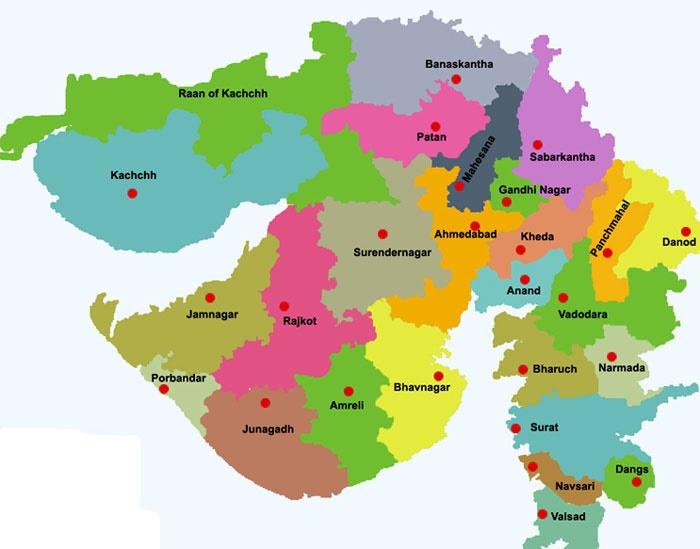 Banaskantha
Raan of Kachchh
Patan
Mahesana
Sabarkantha
Kachchh
Gandhi Nagar
Panchmahal
Ahmedabad
Kheda
Danod
Surendernagar
Anand
Jamnagar
Rajkot
Vadodara
Porbandar
Bhavnagar
Bharuch
Narmada
Amreli
Junagadh
Surat
Dangs
Navsari
Valsad